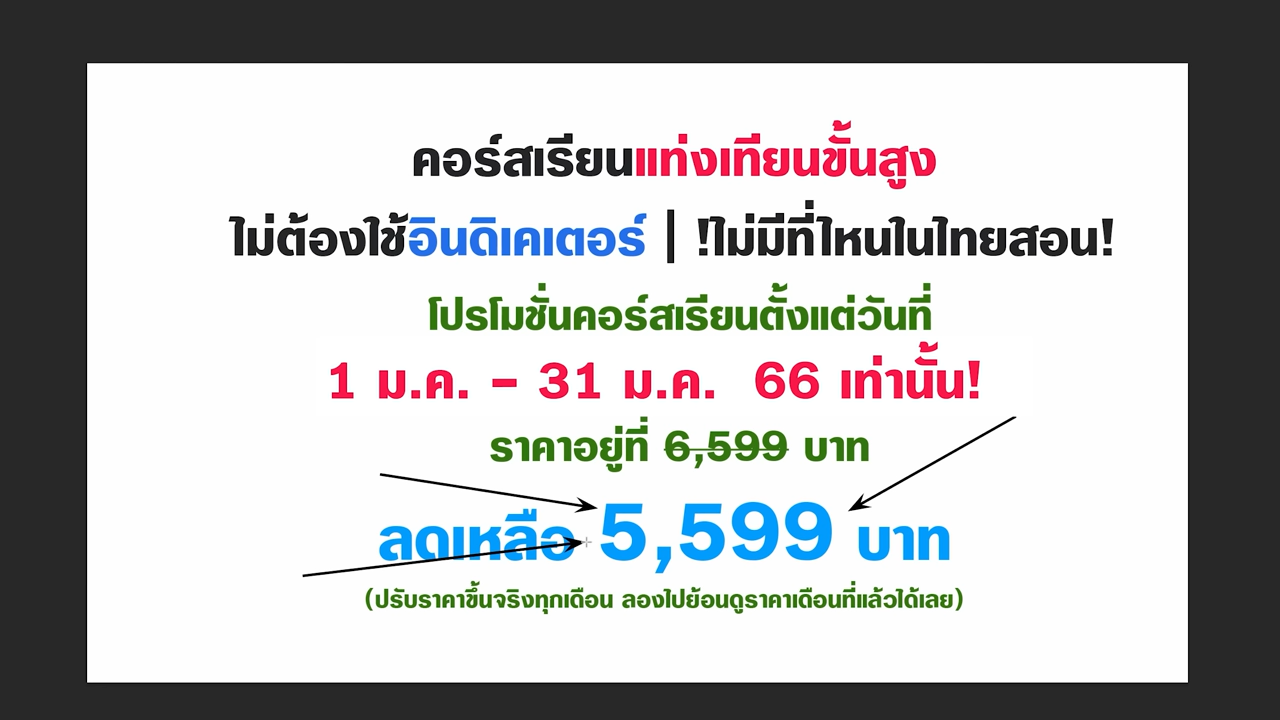 คอร์สเรียนแท่งเทียนขั้นสูง
ไม่ต้องใช้อินดิเคเตอร์ | !ไม่มีที่ไหนในไทยสอน!
โปรโมชั่นคอร์สเรียนตั้งแต่วันที่
1 ม.ค. – 31 ม.ค. 66 เท่านั้น!
ราคาอยู่ที่ 6,599 บาท
ลดเหลือ 5,599 บาท
(ปรับราคาขึ้นจริงทุกเดือน ลองไปย้อนดูราคาเดือนที่แล้วได้เลย)